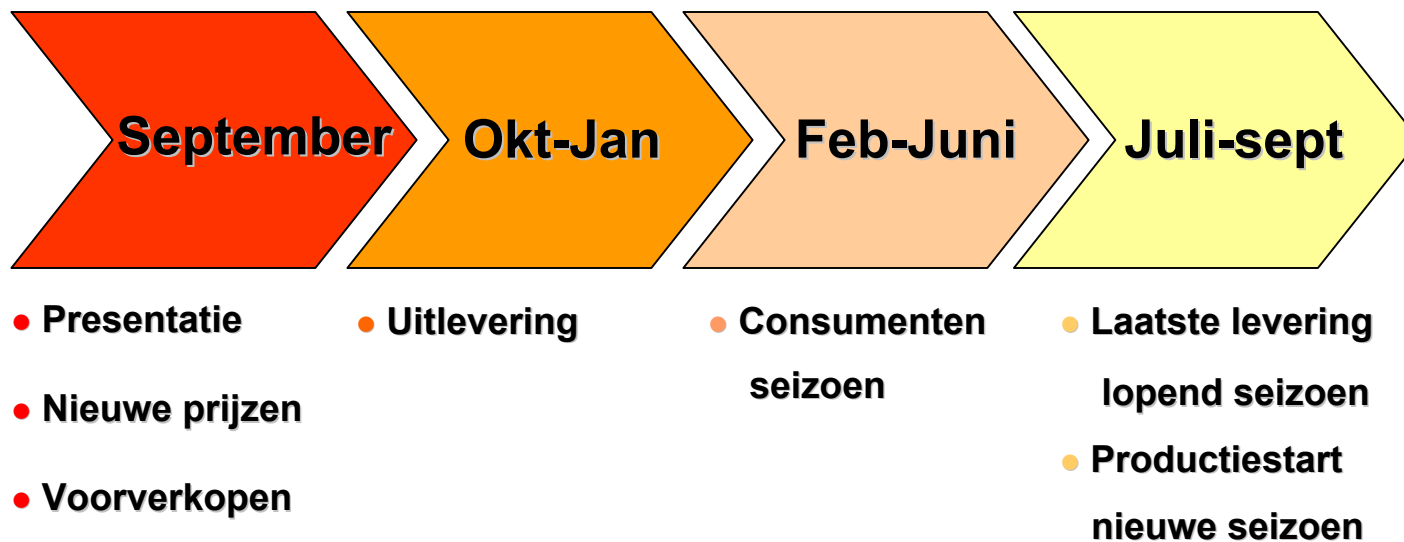 September
Okt-Jan
Feb-Juni
Juli-sept
• Presentatie
• Nieuwe prijzen
• Voorverkopen
• Uitlevering
• Consumenten
seizoen
• Laatste levering
lopend seizoen
• Productiestart
nieuwe seizoen